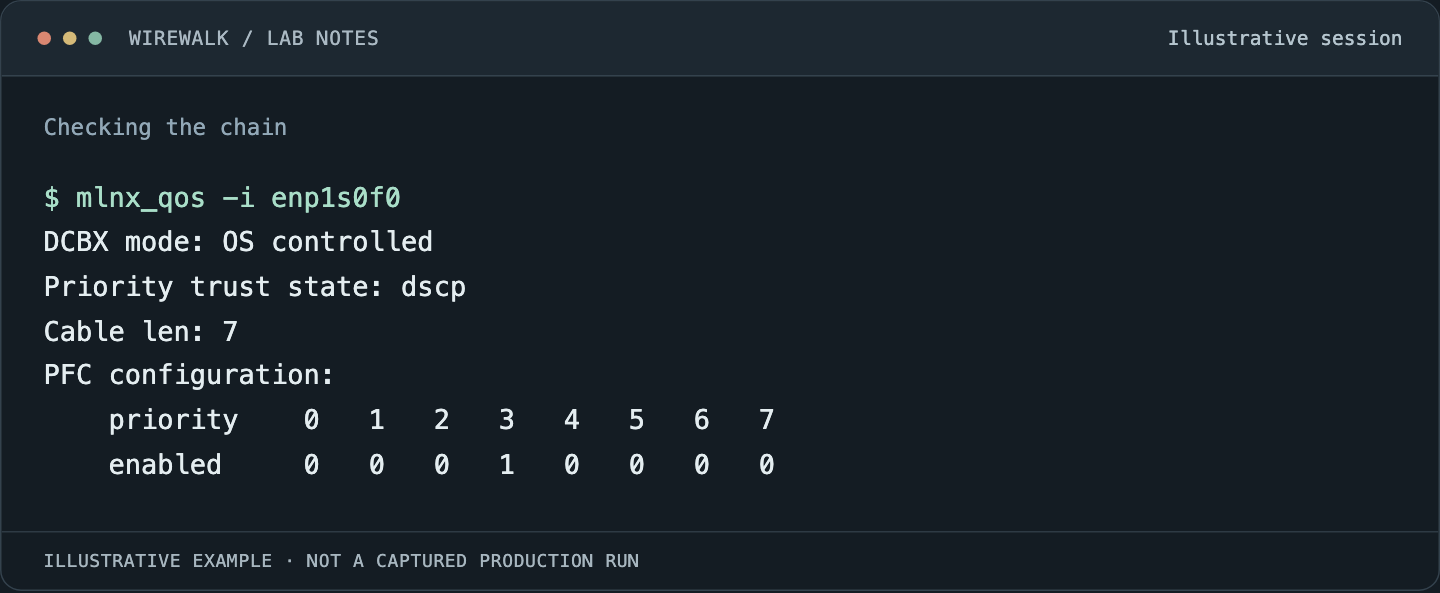 WIREWALK / LAB NOTES
Illustrative session
Checking the chain
$ mlnx_qos -i enp1s0f0
DCBX mode: OS controlled
Priority trust state: dscp
Cable len: 7
PFC configuration:
    priority    0   1   2   3   4   5   6   7
    enabled     0   0   0   1   0   0   0   0
ILLUSTRATIVE EXAMPLE · NOT A CAPTURED PRODUCTION RUN